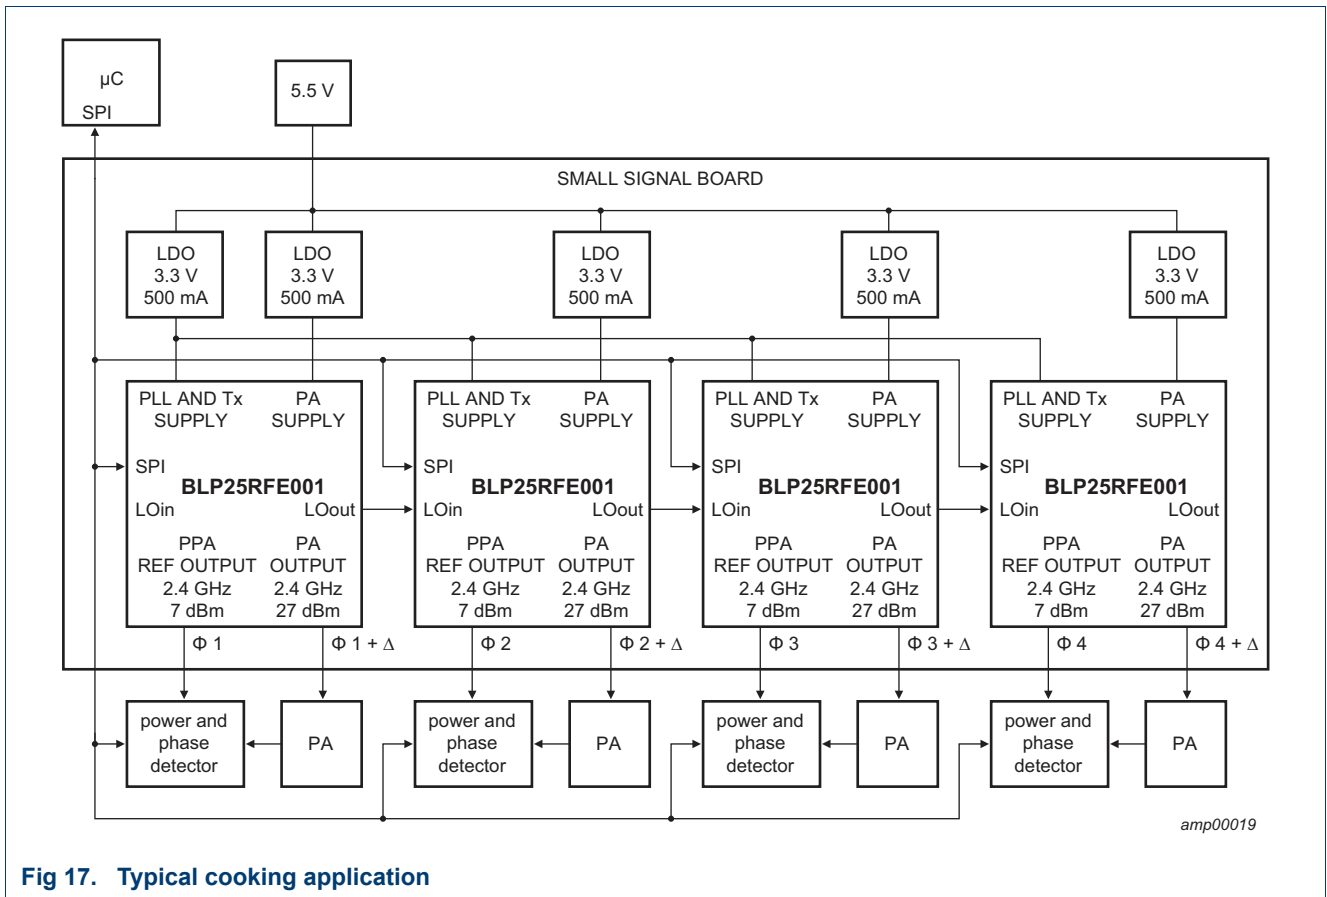 µC
SPI
5.5 V
SMALL SIGNAL BOARD
LDO
3.3 V
500 mA
LDO
3.3 V
500 mA
LDO
3.3 V
500 mA
LDO
3.3 V
500 mA
LDO
3.3 V
500 mA
PLL AND Tx
SUPPLY
PA
SUPPLY
SPI
BLP25RFE001
LOin
LOout
PPA
REF OUTPUT
2.4 GHz
7 dBm
PA
OUTPUT
2.4 GHz
27 dBm
PLL AND Tx
SUPPLY
PA
SUPPLY
SPI
BLP25RFE001
LOin
LOout
PPA
REF OUTPUT
2.4 GHz
7 dBm
PA
OUTPUT
2.4 GHz
27 dBm
PLL AND Tx
SUPPLY
PA
SUPPLY
SPI
BLP25RFE001
LOin
LOout
PPA
REF OUTPUT
2.4 GHz
7 dBm
PA
OUTPUT
2.4 GHz
27 dBm
PLL AND Tx
SUPPLY
PA
SUPPLY
SPI
BLP25RFE001
LOin
LOout
PPA
REF OUTPUT
2.4 GHz
7 dBm
PA
OUTPUT
2.4 GHz
27 dBm
Φ 1
Φ 1 + Δ
Φ 2
Φ 2 + Δ
Φ 3
Φ 3 + Δ
Φ 4
Φ 4 + Δ
power and
phase
detector
PA
power and
phase
detector
PA
power and
phase
detector
PA
power and
phase
detector
PA
amp00019
Fig 17. Typical cooking application